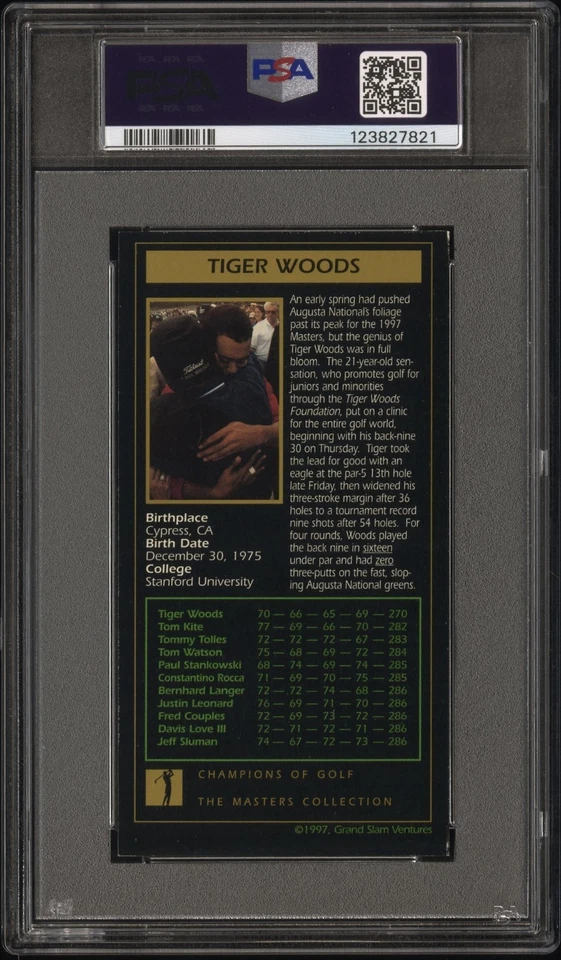 PSA
123827821
TIGER WOODS
An early spring had pushed
Augusta National's foliage
past its peak for the 1997
Masters, but the genius of
Tiger Woods was in full
bloom. The 21-year-old sen-
sation, who promotes golf for
juniors and minorities
through the Tiger Woods
Foundation, put on a clinic
for the entire golf world,
beginning with his back-nine
30 on Thursday. Tiger took
the lead for good with an
eagle at the par-5 13th hole
late Friday, then widened his
three-stroke margin after 36
holes to a tournament record
nine shots after 54 holes. For
four rounds, Woods played
the back nine in sixteen
under par and had zero
three-putts on the fast, slop-
ing Augusta National greens.
Titleist
Birthplace
Cypress, CA
Birth Date
December 30, 1975
College
Stanford University
Tiger Woods 70 — 66 — 65 — 69 — 270
Tom Kite 77 — 69 — 66 — 70 — 282
Tommy Tolles 72 — 72 — 72 — 67 — 283
Tom Watson 75 — 68 — 69 — 72 — 284
Paul Stankowski 68 — 74 — 69 — 74 — 285
Constantino Rocca 71 — 69 — 70 — 75 — 285
Bernhard Langer 72 — 72 — 74 — 68 — 286
Justin Leonard 76 — 69 — 71 — 70 — 286
Fred Couples 72 — 69 — 73 — 72 — 286
Davis Love III 72 — 71 — 72 — 71 — 286
Jeff Sluman 74 — 67 — 72 — 73 — 286
CHAMPIONS OF GOLF
THE MASTERS COLLECTION
©1997, Grand Slam Ventures